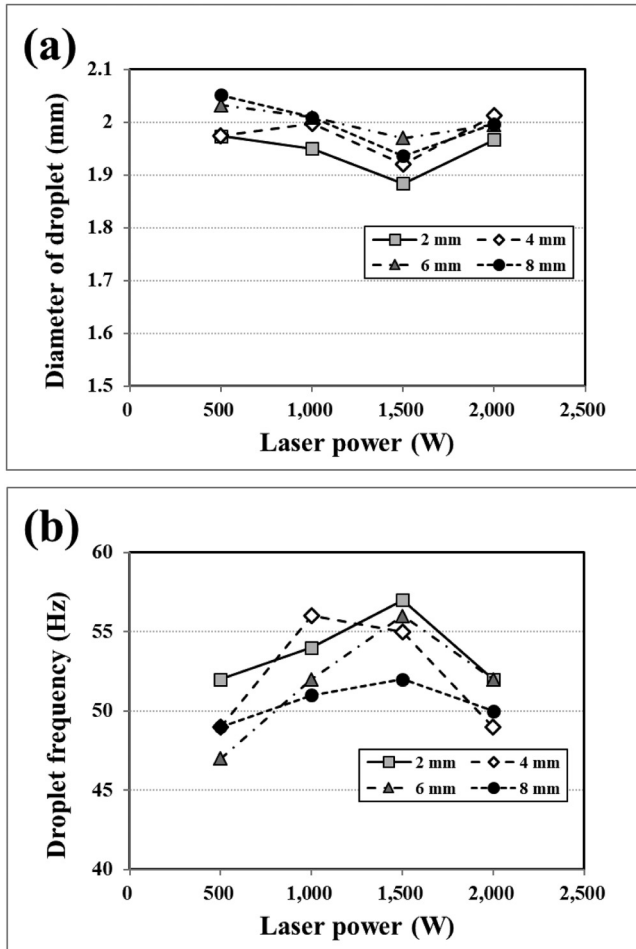 (a)
2.1
2
1.9
1.8
1.7
1.6
1.5
Diameter of droplet (mm)
2 mm 4 mm
6 mm 8 mm
0 500 1,000 1,500 2,000 2,500
Laser power (W)
(b)
60
55
50
45
40
Droplet frequency (Hz)
2 mm 4 mm
6 mm 8 mm
0 500 1,000 1,500 2,000 2,500
Laser power (W)